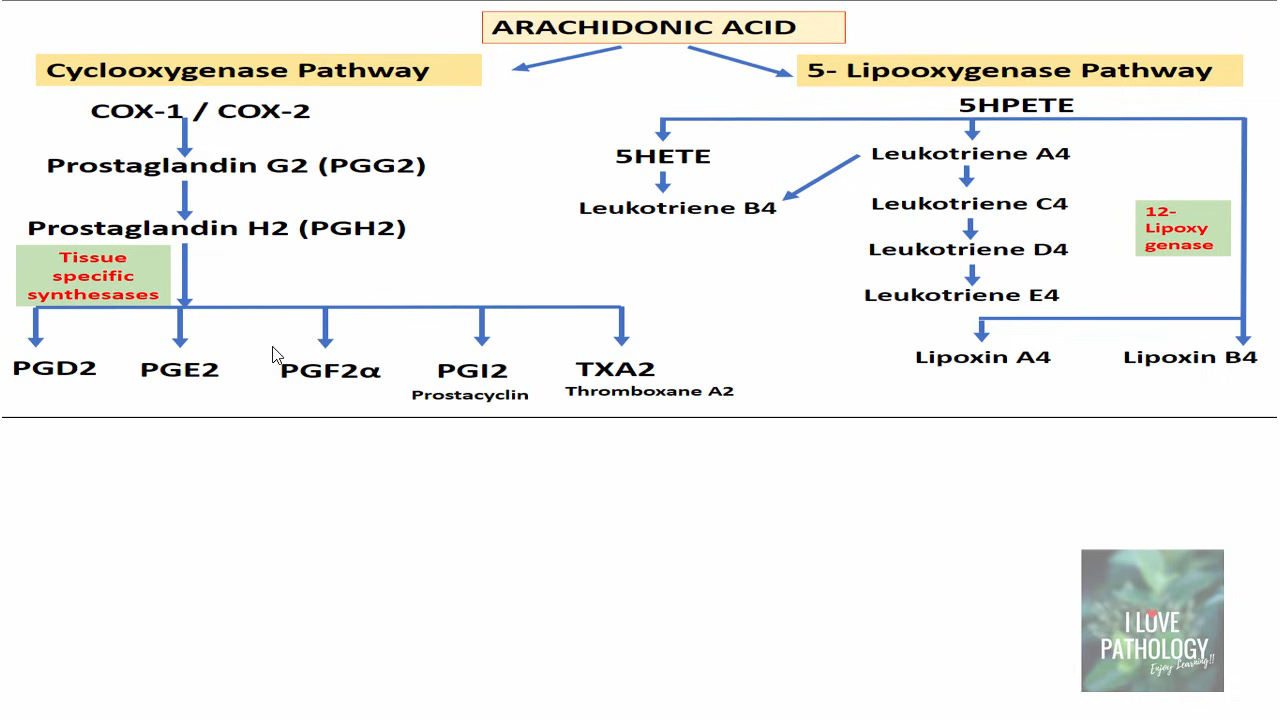 ARACHIDONIC ACID
Cyclooxygenase Pathway
COX-1 / COX-2
Prostaglandin G2 (PGG2)
Prostaglandin H2 (PGH2)
Tissue
specific
synthesases
PGD2
PGE2
PGF2α
PGI2
Prostacyclin
TXA2
Thromboxane A2
5- Lipooxygenase Pathway
5HPETE
5HETE
Leukotriene B4
Leukotriene A4
Leukotriene C4
Leukotriene D4
Leukotriene E4
12-
Lipoxy
genase
Lipoxin A4
Lipoxin B4
I LOVE
PATHOLOGY
Enjoy Learning!!